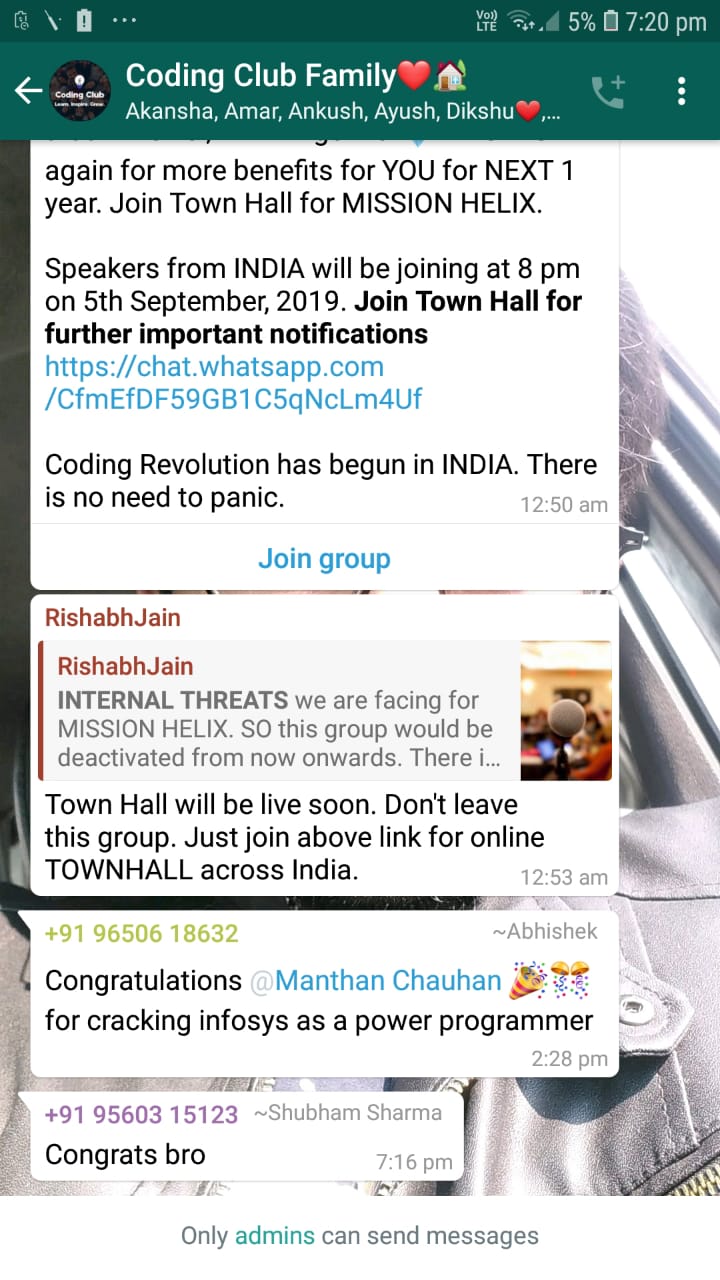 Vo)) LTE 5% 7:20 pm
Coding Club Family❤️🏡
Coding Club
Learn. Inspire. Grow.
Akansha, Amar, Ankush, Ayush, Dikshu❤️,...
again for more benefits for YOU for NEXT 1
year. Join Town Hall for MISSION HELIX.
Speakers from INDIA will be joining at 8 pm
on 5th September, 2019. Join Town Hall for
further important notifications
https://chat.whatsapp.com
/CfmEfDF59GB1C5qNcLm4Uf
Coding Revolution has begun in INDIA. There
is no need to panic.
12:50 am
Join group
RishabhJain
RishabhJain
INTERNAL THREATS we are facing for
MISSION HELIX. SO this group would be
deactivated from now onwards. There i...
Town Hall will be live soon. Don't leave
this group. Just join above link for online
TOWNHALL across India.
12:53 am
+91 96506 18632 ~Abhishek
Congratulations @Manthan Chauhan 🎉🎊
for cracking infosys as a power programmer
2:28 pm
+91 95603 15123 ~Shubham Sharma
Congrats bro
7:16 pm
Only admins can send messages